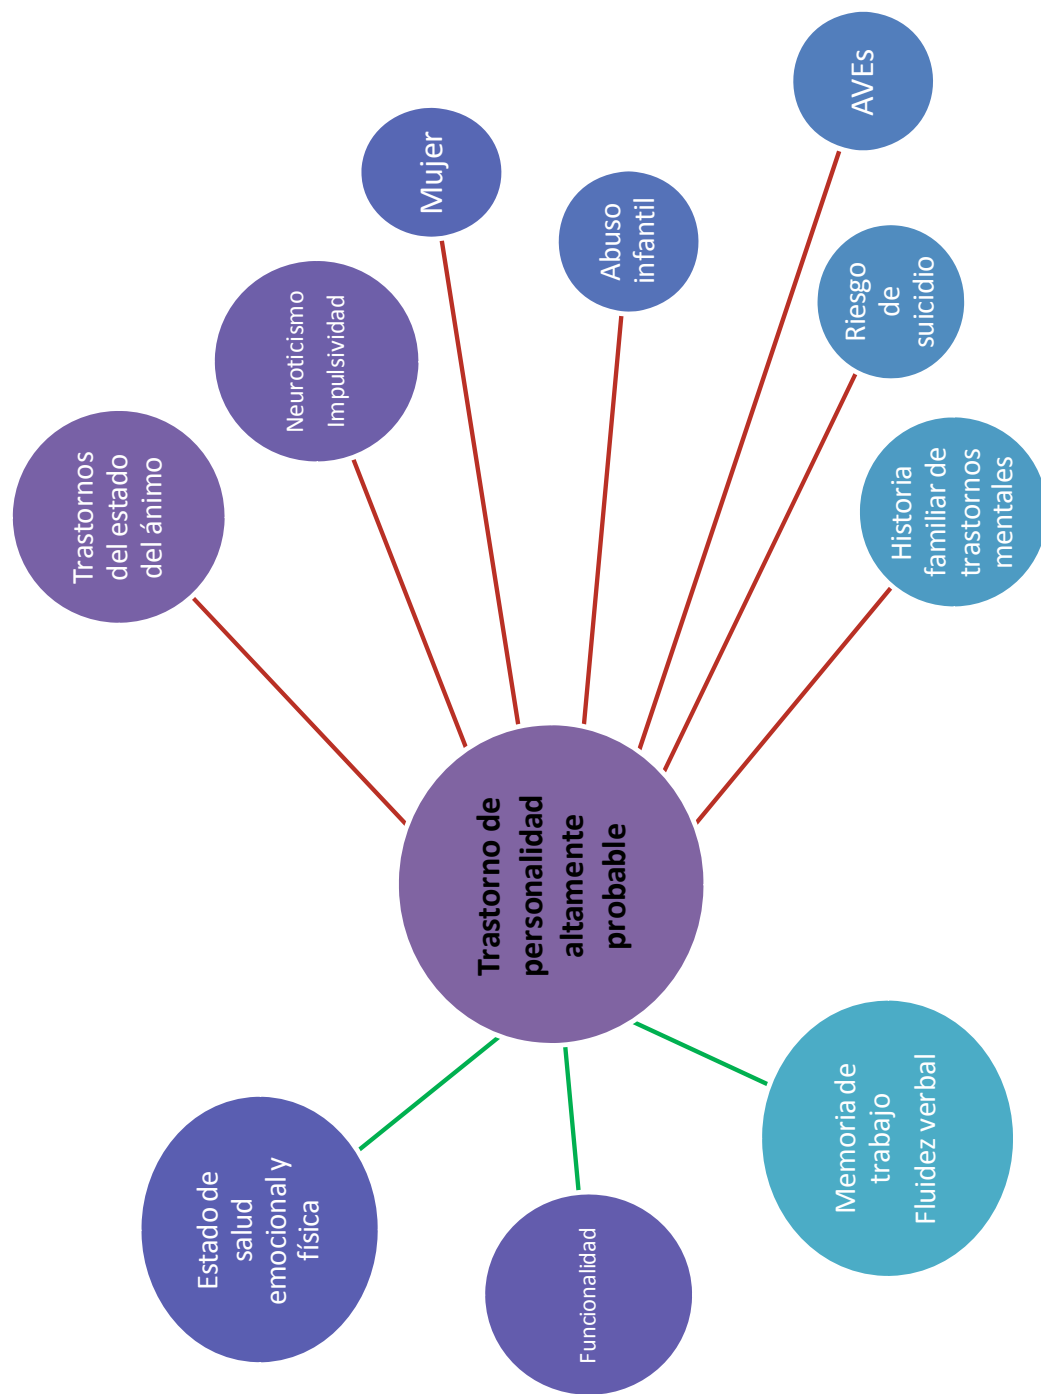 Trastornos
del estado
del ánimo
Neuroticismo
Impulsividad
Mujer
Abuso
infantil
AVEs
Riesgo
de
suicidio
Historia
familiar de
trastornos
mentales
Trastorno de
personalidad
altamente
probable
Estado de
salud
emocional y
física
Funcionalidad
Memoria de
trabajo
Fluidez verbal